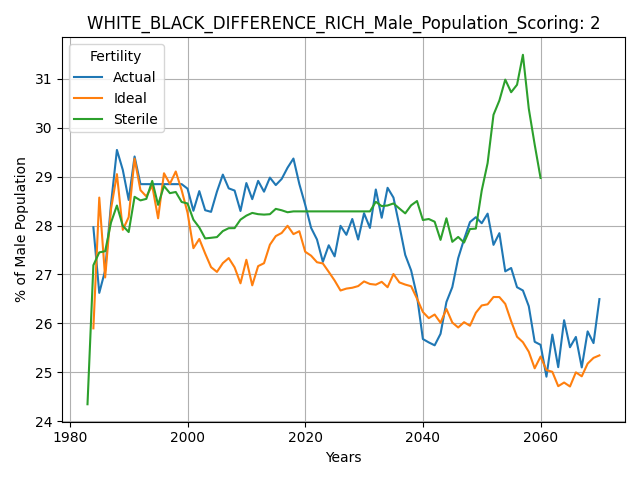 WHITE_BLACK_DIFFERENCE_RICH_Male_Population_Scoring: 2
Fertility
Actual
Ideal
Sterile
% of Male Population
31
30
29
28
27
26
25
24
1980
2000
2020
2040
2060
Years